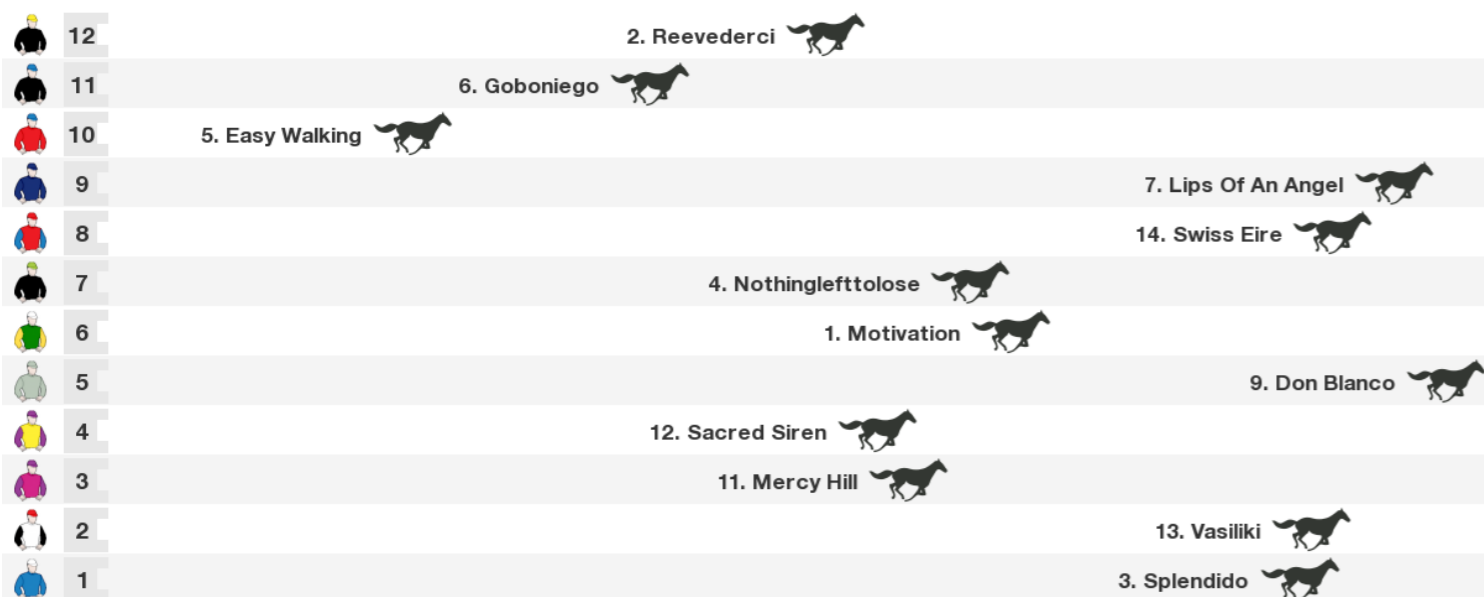 12 2. Reevederci
11 6. Goboniego
10 5. Easy Walking
9 7. Lips Of An Angel
8 14. Swiss Eire
7 4. Nothinglefttolose
6 1. Motivation
5 9. Don Blanco
4 12. Sacred Siren
3 11. Mercy Hill
2 13. Vasiliki
1 3. Splendido